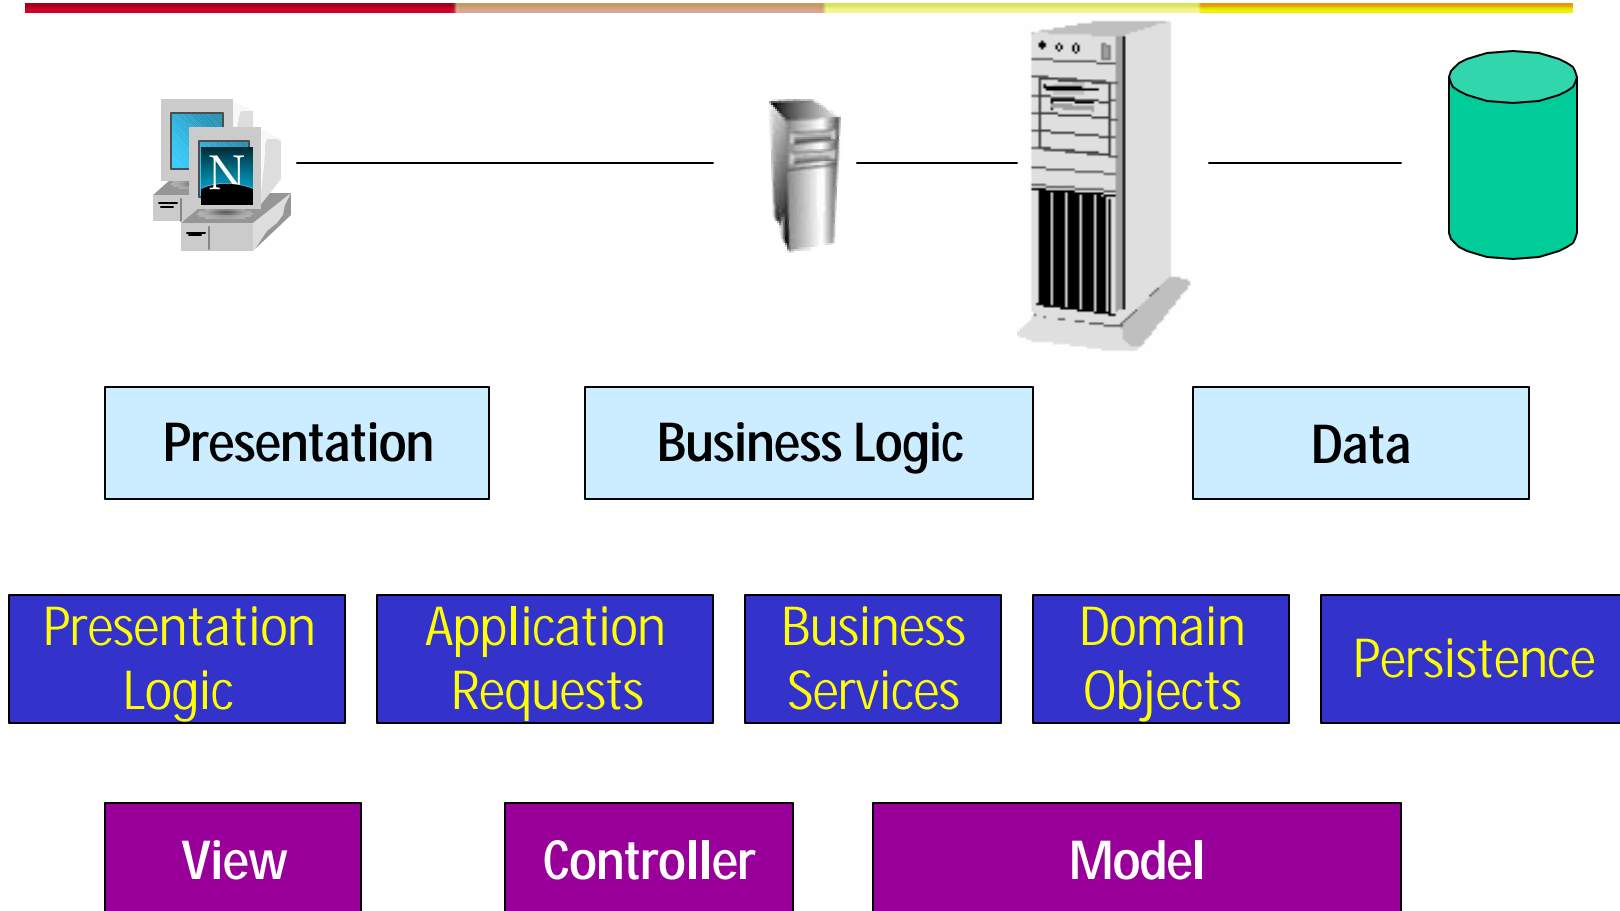 N
Presentation
Business Logic
Data
Presentation
Logic
Application
Requests
Business
Services
Domain
Objects
Persistence
View
Controller
Model